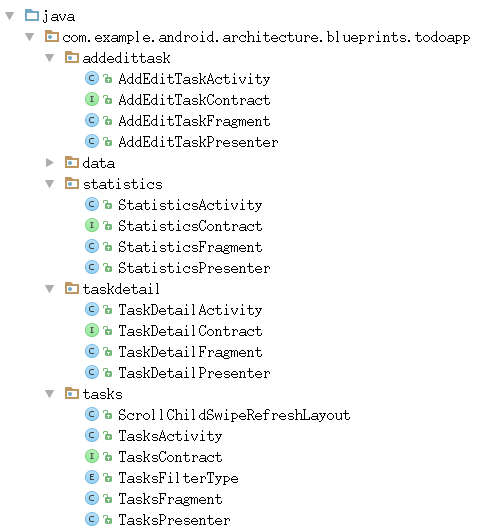 java
com.example.android.architecture.blueprints.todoapp
addedittask
C AddEditTaskActivity
I AddEditTaskContract
C AddEditTaskFragment
C AddEditTaskPresenter
data
statistics
C StatisticsActivity
I StatisticsContract
C StatisticsFragment
C StatisticsPresenter
taskdetail
C TaskDetailActivity
I TaskDetailContract
C TaskDetailFragment
C TaskDetailPresenter
tasks
C ScrollChildSwipeRefreshLayout
C TasksActivity
I TasksContract
E TasksFilterType
C TasksFragment
C TasksPresenter